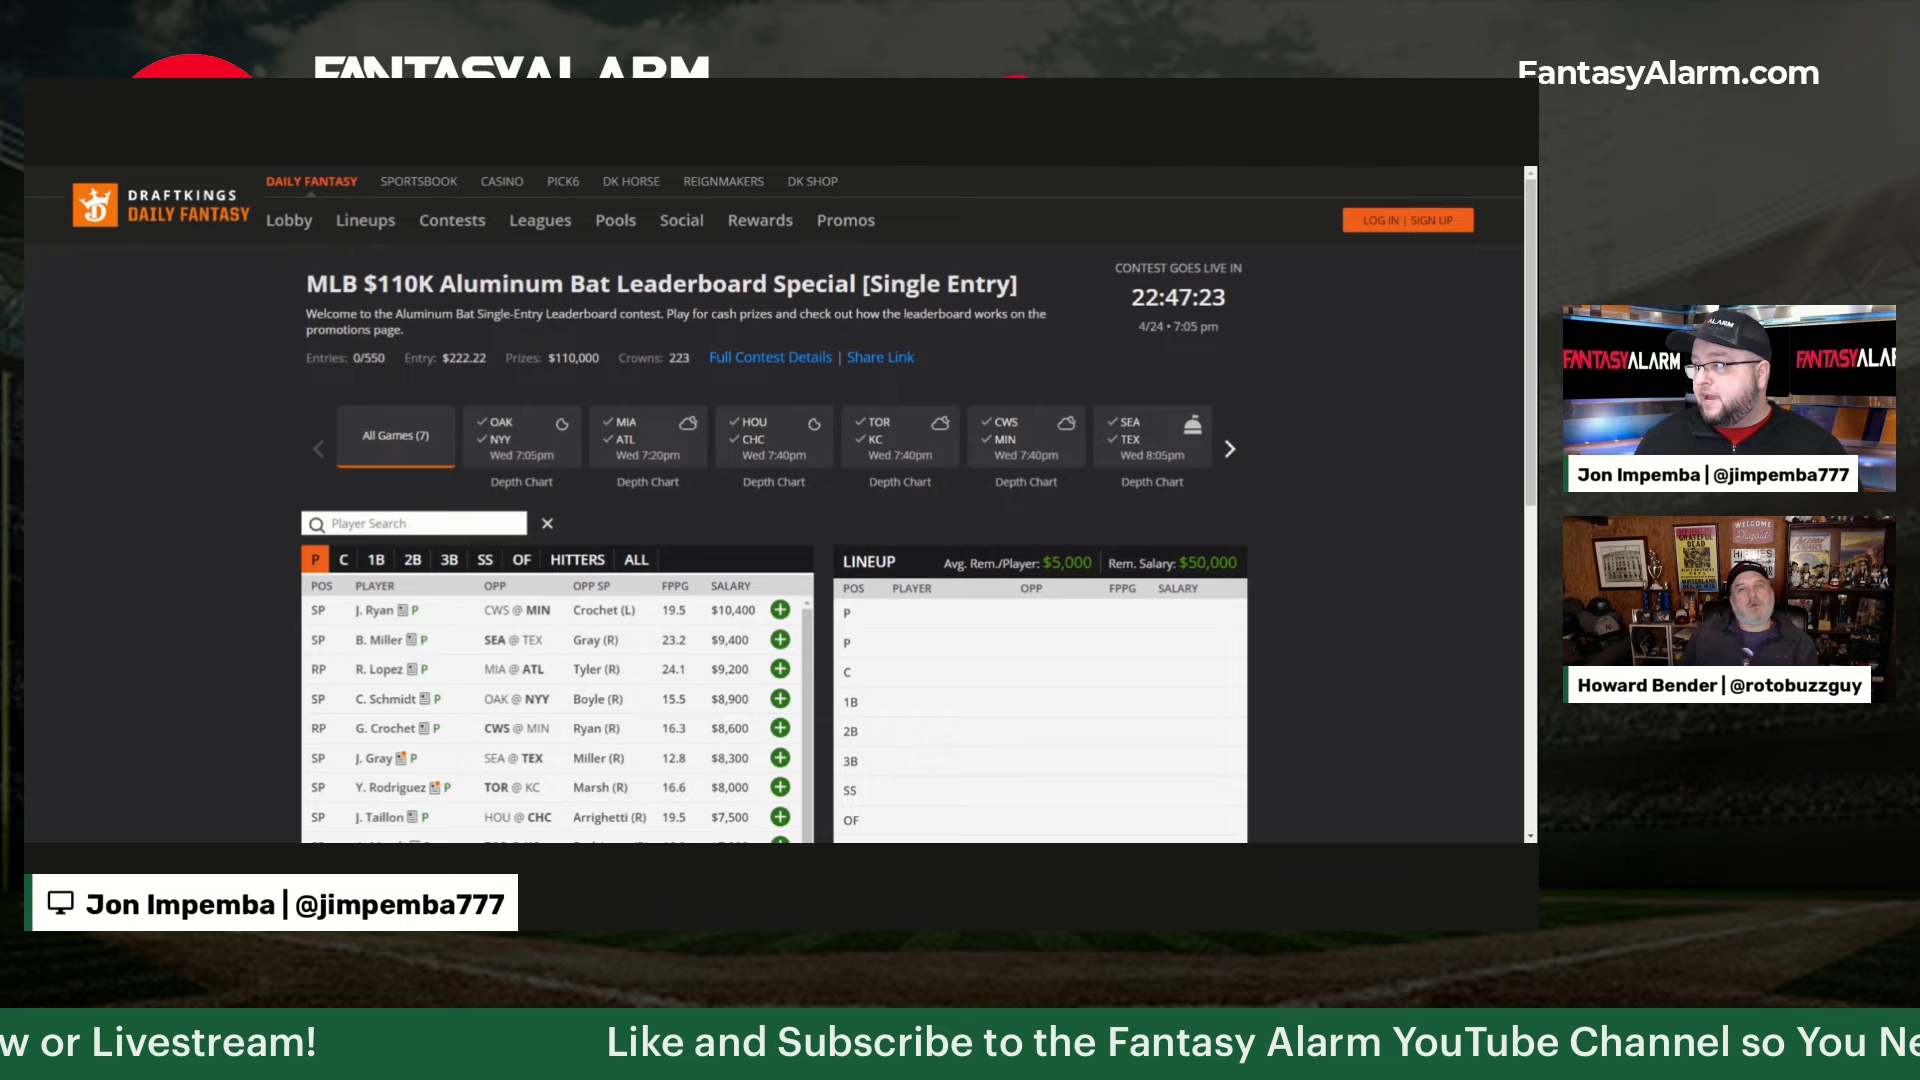 FANTASYALARM
FantasyAlarm.com
DRAFTKINGS
DAILY FANTASY
DAILY FANTASY SPORTSBOOK CASINO PICK6 DK HORSE REIGNMAKERS DK SHOP
Lobby Lineups Contests Leagues Pools Social Rewards Promos
LOG IN | SIGN UP
MLB $110K Aluminum Bat Leaderboard Special [Single Entry]
Welcome to the Aluminum Bat Single-Entry Leaderboard contest. Play for cash prizes and check out how the leaderboard works on the
promotions page.
Entries: 0/550 Entry: $222.22 Prizes: $110,000 Crowns: 223 Full Contest Details | Share Link
CONTEST GOES LIVE IN
22:47:23
4/24 • 7:05 pm
All Games (7)
OAK
NYY
Wed 7:05pm
Depth Chart
MIA
ATL
Wed 7:20pm
Depth Chart
HOU
CHC
Wed 7:40pm
Depth Chart
TOR
KC
Wed 7:40pm
Depth Chart
CWS
MIN
Wed 7:40pm
Depth Chart
SEA
TEX
Wed 8:05pm
Depth Chart
Player Search
P C 1B 2B 3B SS OF HITTERS ALL
POS PLAYER OPP OPP SP FPPG SALARY
SP J. Ryan P CWS @ MIN Crochet (L) 19.5 $10,400
SP B. Miller P SEA @ TEX Gray (R) 23.2 $9,400
RP R. Lopez P MIA @ ATL Tyler (R) 24.1 $9,200
SP C. Schmidt P OAK @ NYY Boyle (R) 15.5 $8,900
RP G. Crochet P CWS @ MIN Ryan (R) 16.3 $8,600
SP J. Gray P SEA @ TEX Miller (R) 12.8 $8,300
SP Y. Rodriguez P TOR @ KC Marsh (R) 16.6 $8,000
SP J. Taillon P HOU @ CHC Arrighetti (R) 19.5 $7,500
LINEUP Avg. Rem./Player: $5,000 Rem. Salary: $50,000
POS PLAYER OPP FPPG SALARY
P
P
C
1B
2B
3B
SS
OF
ALARM
FANTASYALARM
FANTASYALAR
Jon Impemba | @jimpemba777
GRATEFUL
DEAD
WELCOME
Dugout
Howard Bender | @rotobuzzguy
Jon Impemba | @jimpemba777
w or Livestream! Like and Subscribe to the Fantasy Alarm YouTube Channel so You Ne